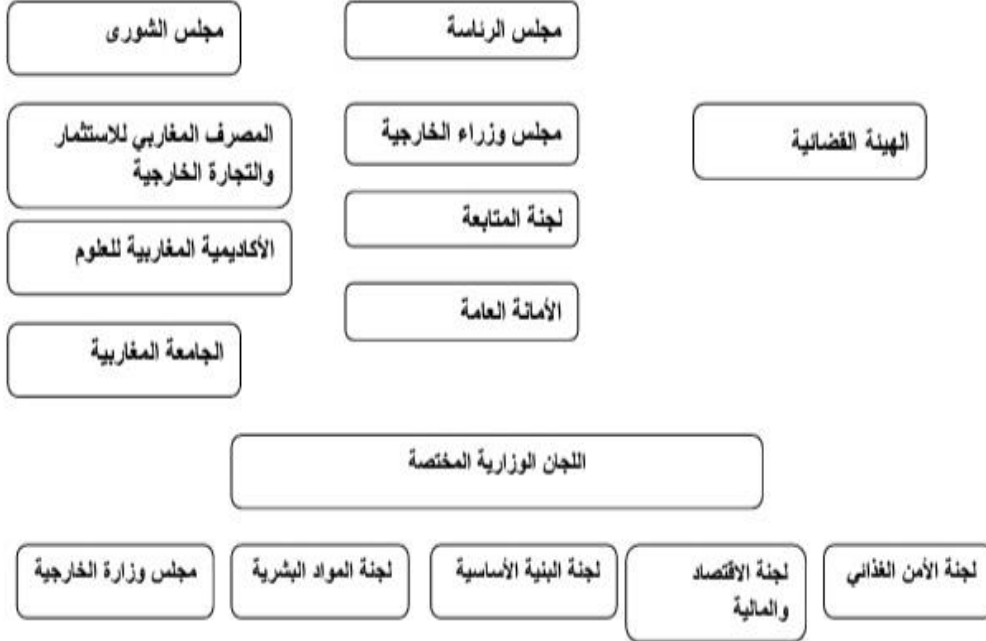 مجلس الرئاسة
مجلس الشورى
الهيئة القضائية
مجلس وزراء الخارجية
المصرف المغاربي للاستثمار
والتجارة الخارجية
لجنة المتابعة
الأكاديمية المغاربية للعلوم
الأمانة العامة
الجامعة المغاربية
اللجان الوزارية المختصة
لجنة الأمن الغذائي
لجنة الاقتصاد
والمالية
لجنة البنية الأساسية
لجنة المواد البشرية
مجلس وزارة الخارجية